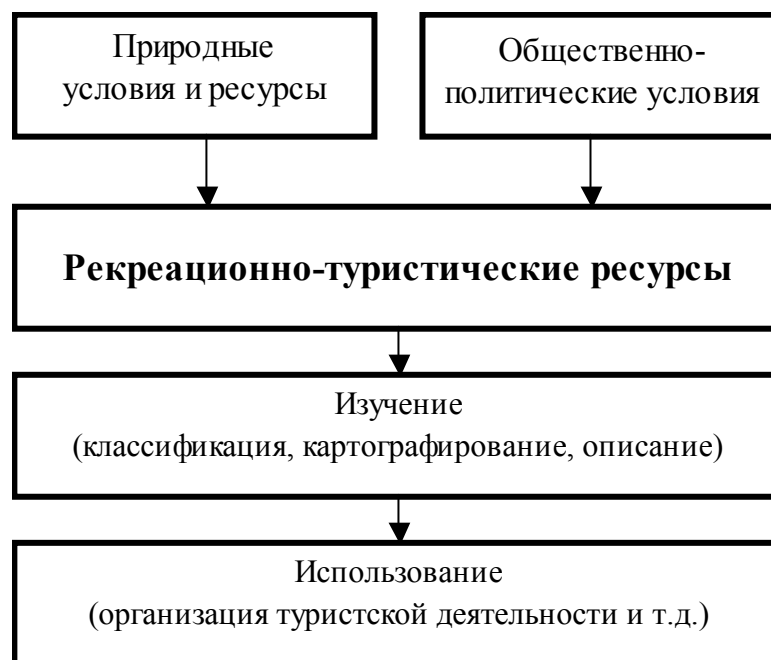 Природные
условия и ресурсы
Общественно-
политические условия
Рекреационно-туристические ресурсы
Изучение
(классификация, картографирование, описание)
Использование
(организация туристской деятельности и т.д.)